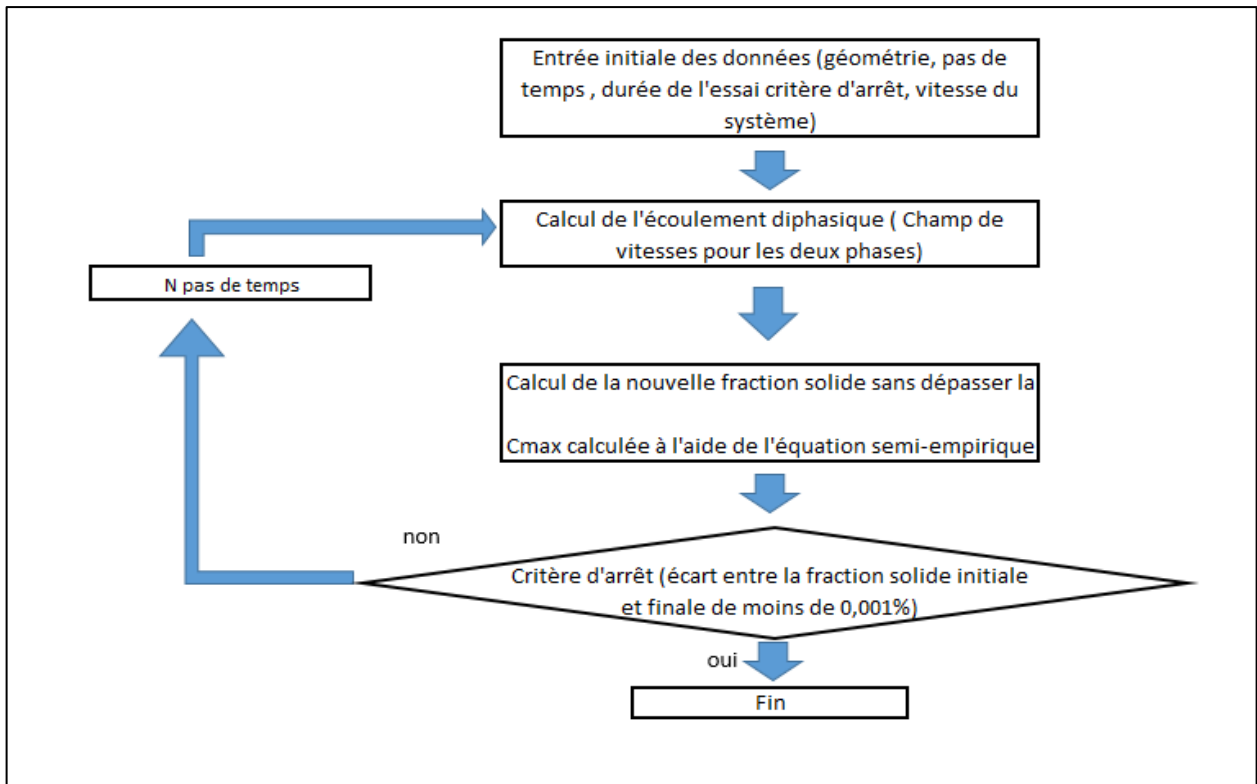 Entrée initiale des données (géométrie, pas de
temps , durée de l'essai critère d'arrêt, vitesse du
système)
Calcul de l'écoulement diphasique ( Champ de
vitesses pour les deux phases)
N pas de temps
Calcul de la nouvelle fraction solide sans dépasser la
Cmax calculée à l'aide de l'équation semi-empirique
non
Critère d'arrêt (écart entre la fraction solide initiale
et finale de moins de 0,001%)
oui
Fin